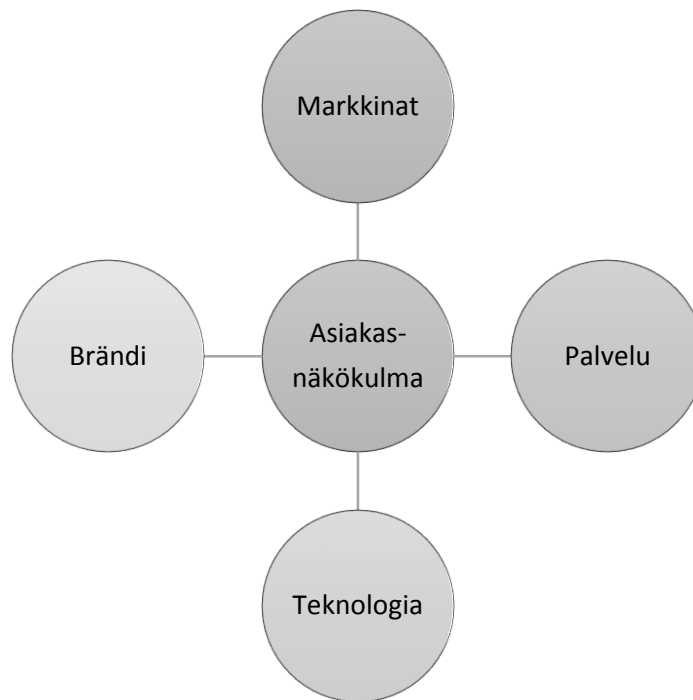 Markkinat
Brändi
Asiakas-
näkökulma
Palvelu
Teknologia